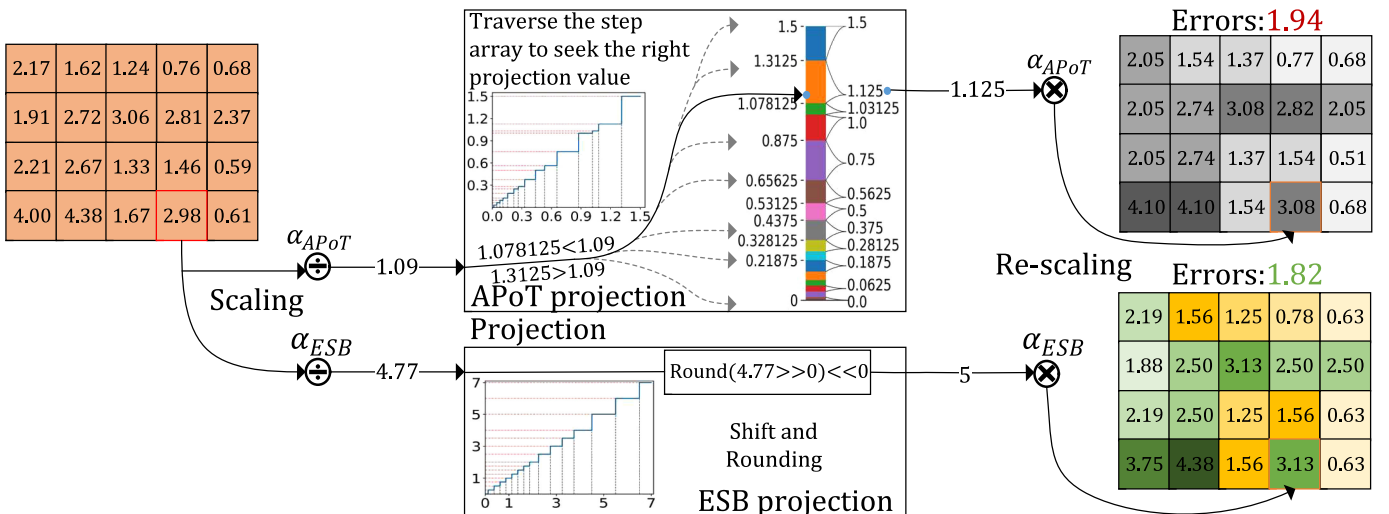 2.17 1.62 1.24 0.76 0.68
1.91 2.72 3.06 2.81 2.37
2.21 2.67 1.33 1.46 0.59
4.00 4.38 1.67 2.98 0.61
α_APoT
1.09
Scaling
α_ESB
4.77
Traverse the step
array to seek the right
projection value
1.5
1.2
0.9
0.6
0.3
0.0 0.3 0.6 0.9 1.2 1.5
1.078125<1.09
1.3125>1.09
APoT projection
1.5
1.3125
1.078125
0.875
0.65625
0.53125
0.4375
0.328125
0.21875
0
1.5
1.125
1.03125
1.0
0.75
0.5625
0.5
0.375
0.28125
0.1875
0.0625
0.0
Projection
Round(4.77>>0)<<0
7
5
3
1
0 1 3 5 7
Shift and
Rounding
ESB projection
1.125
α_APoT
Re-scaling
5
α_ESB
Errors:1.94
2.05 1.54 1.37 0.77 0.68
2.05 2.74 3.08 2.82 2.05
2.05 2.74 1.37 1.54 0.51
4.10 4.10 1.54 3.08 0.68
Errors:1.82
2.19 1.56 1.25 0.78 0.63
1.88 2.50 3.13 2.50 2.50
2.19 2.50 1.25 1.56 0.63
3.75 4.38 1.56 3.13 0.63